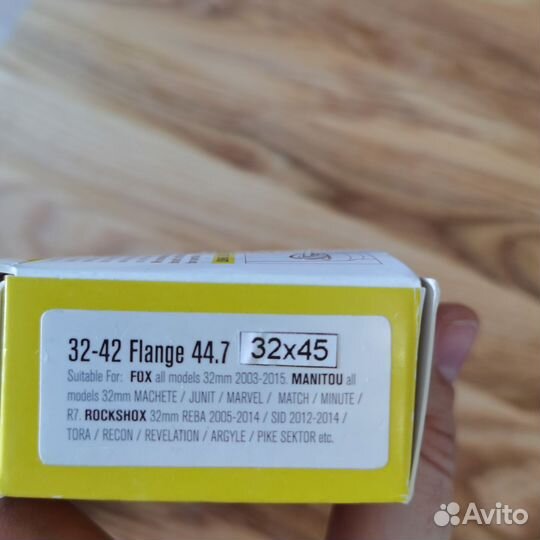 32-42 Flange 44.7 32x45
Suitable For: FOX all models 32mm 2003-2015. MANITOU all
models 32mm MACHETE / JUNIT / MARVEL / MATCH / MINUTE /
R7. ROCKSHOX 32mm REBA 2005-2014 / SID 2012-2014 /
TORA / RECON / REVELATION / ARGYLE / PIKE SEKTOR etc.
Avito